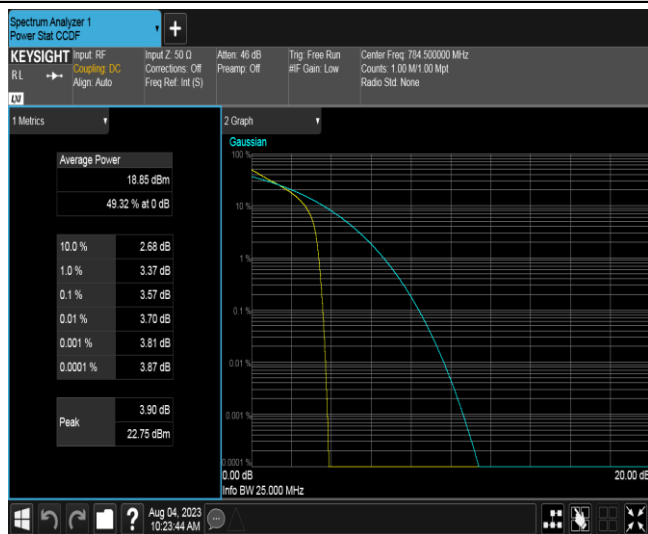 Spectrum Analyzer 1
Power Stat CCDF
+
KEYSIGHT
RL
Input: RF
Coupling: DC
Align: Auto
Input Z: 50 Ω
Corrections: Off
Freq Ref: Int (S)
Atten: 46 dB
Preamp: Off
Trig: Free Run
#IF Gain: Low
Center Freq: 784.500000 MHz
Counts: 1.00 M/1.00 Mpt
Radio Std: None
LXI
1 Metrics
Average Power
18.85 dBm
49.32 % at 0 dB
10.0 % 2.68 dB
1.0 % 3.37 dB
0.1 % 3.57 dB
0.01 % 3.70 dB
0.001 % 3.81 dB
0.0001 % 3.87 dB
Peak 3.90 dB
22.75 dBm
2 Graph
Gaussian
100 %
10 %
1 %
0.1 %
0.01 %
0.001 %
0.0001 %
0.00 dB 20.00 dB
Info BW 25.000 MHz
?
Aug 04, 2023
10:23:44 AM